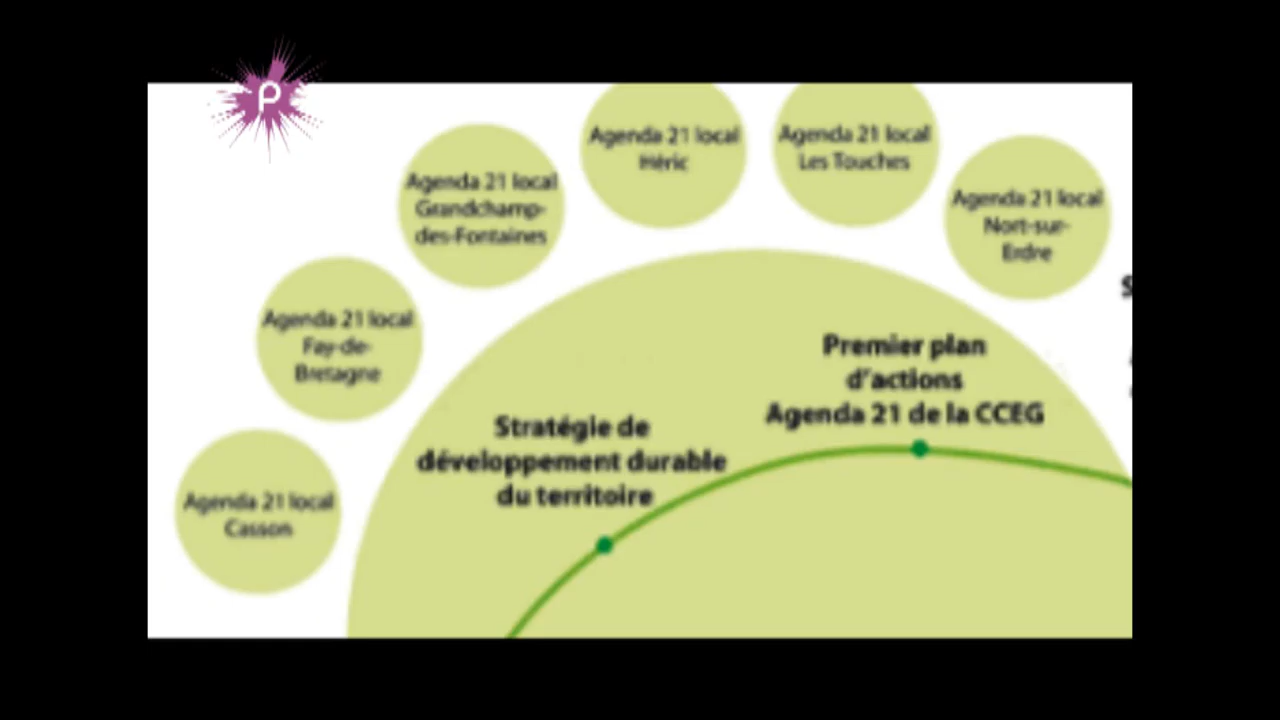 P
Agenda 21 local
Héric
Agenda 21 local
Les Touches
Agenda 21 local
Grandchamp-
des-Fontaines
Agenda 21 local
Nort-sur-
Erdre
Agenda 21 local
Fay-de-
Bretagne
Premier plan
d'actions
Agenda 21 de la CCEG
Stratégie de
développement durable
du territoire
Agenda 21 local
Casson